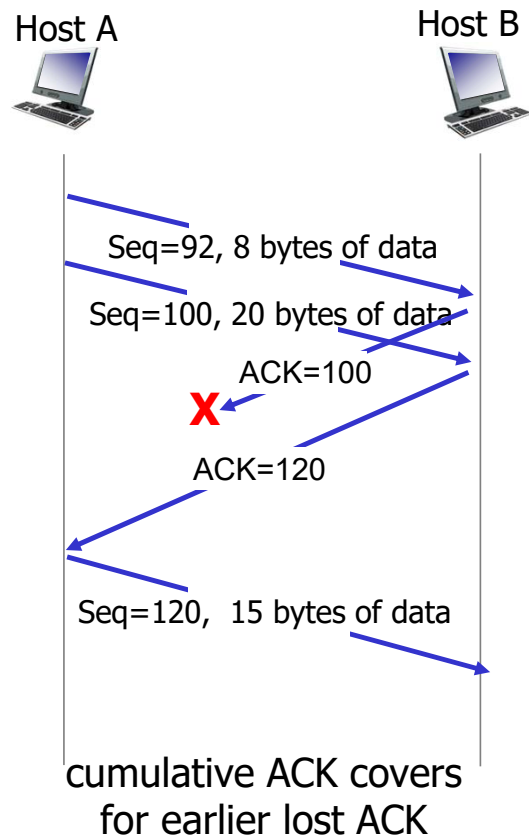 Host A
Host B
Seq=92, 8 bytes of data
Seq=100, 20 bytes of data
ACK=100
X
ACK=120
Seq=120, 15 bytes of data
cumulative ACK covers
for earlier lost ACK